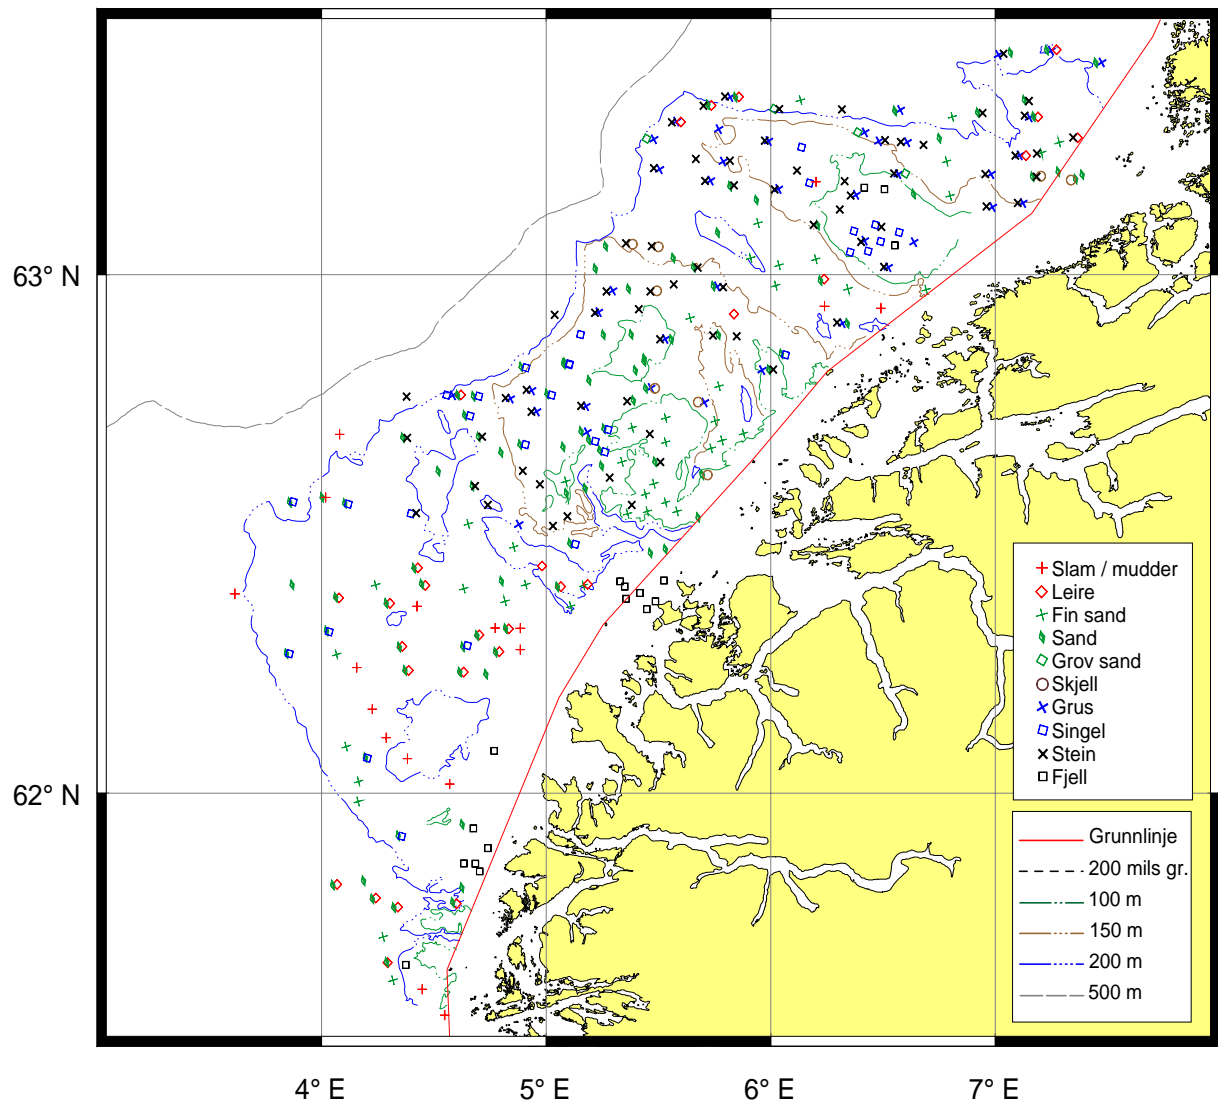 63° N
62° N
Slam / mudder
Leire
Fin sand
Sand
Grov sand
Skjell
Grus
Singel
Stein
Fjell
Grunnlinje
200 mils gr.
100 m
150 m
200 m
500 m
4° E 5° E 6° E 7° E